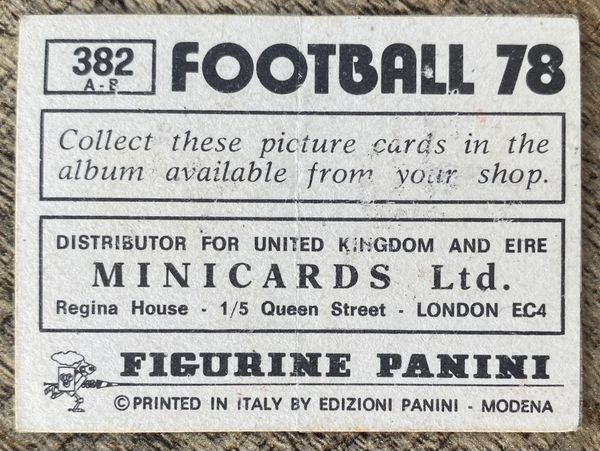 382
A-B
FOOTBALL 78
Collect these picture cards in the
album available from your shop.
DISTRIBUTOR FOR UNITED KINGDOM AND EIRE
MINICARDS Ltd.
Regina House - 1/5 Queen Street - LONDON EC4
FIGURINE PANINI
© PRINTED IN ITALY BY EDIZIONI PANINI - MODENA